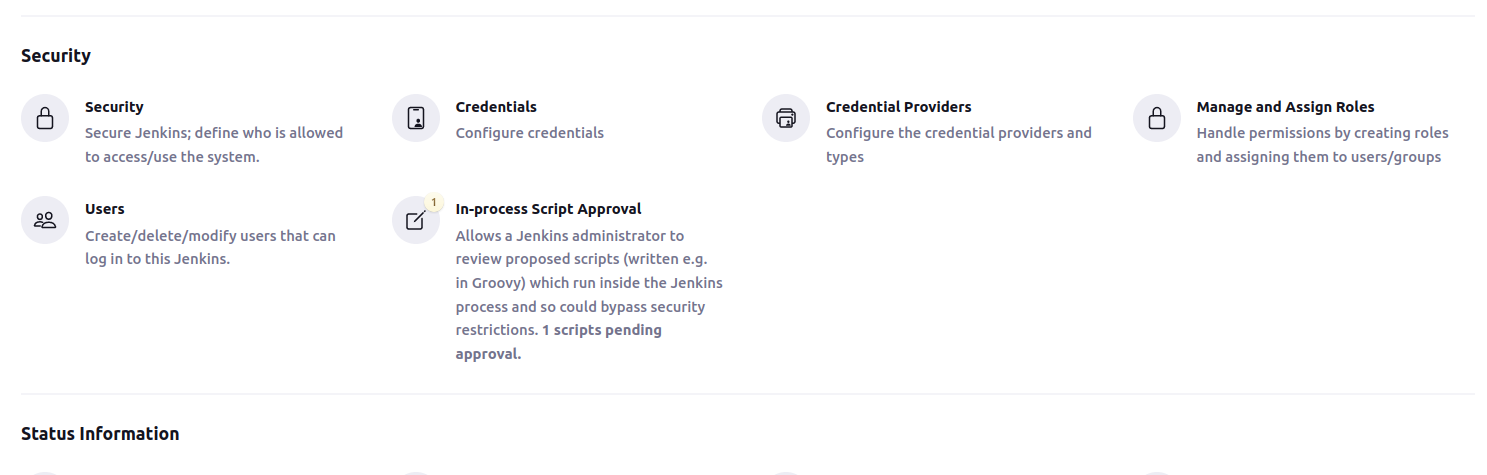 Security
Security
Secure Jenkins; define who is allowed
to access/use the system.
Credentials
Configure credentials
Credential Providers
Configure the credential providers and
types
Manage and Assign Roles
Handle permissions by creating roles
and assigning them to users/groups
Users
Create/delete/modify users that can
log in to this Jenkins.
1
In-process Script Approval
Allows a Jenkins administrator to
review proposed scripts (written e.g.
in Groovy) which run inside the Jenkins
process and so could bypass security
restrictions. 1 scripts pending
approval.
Status Information